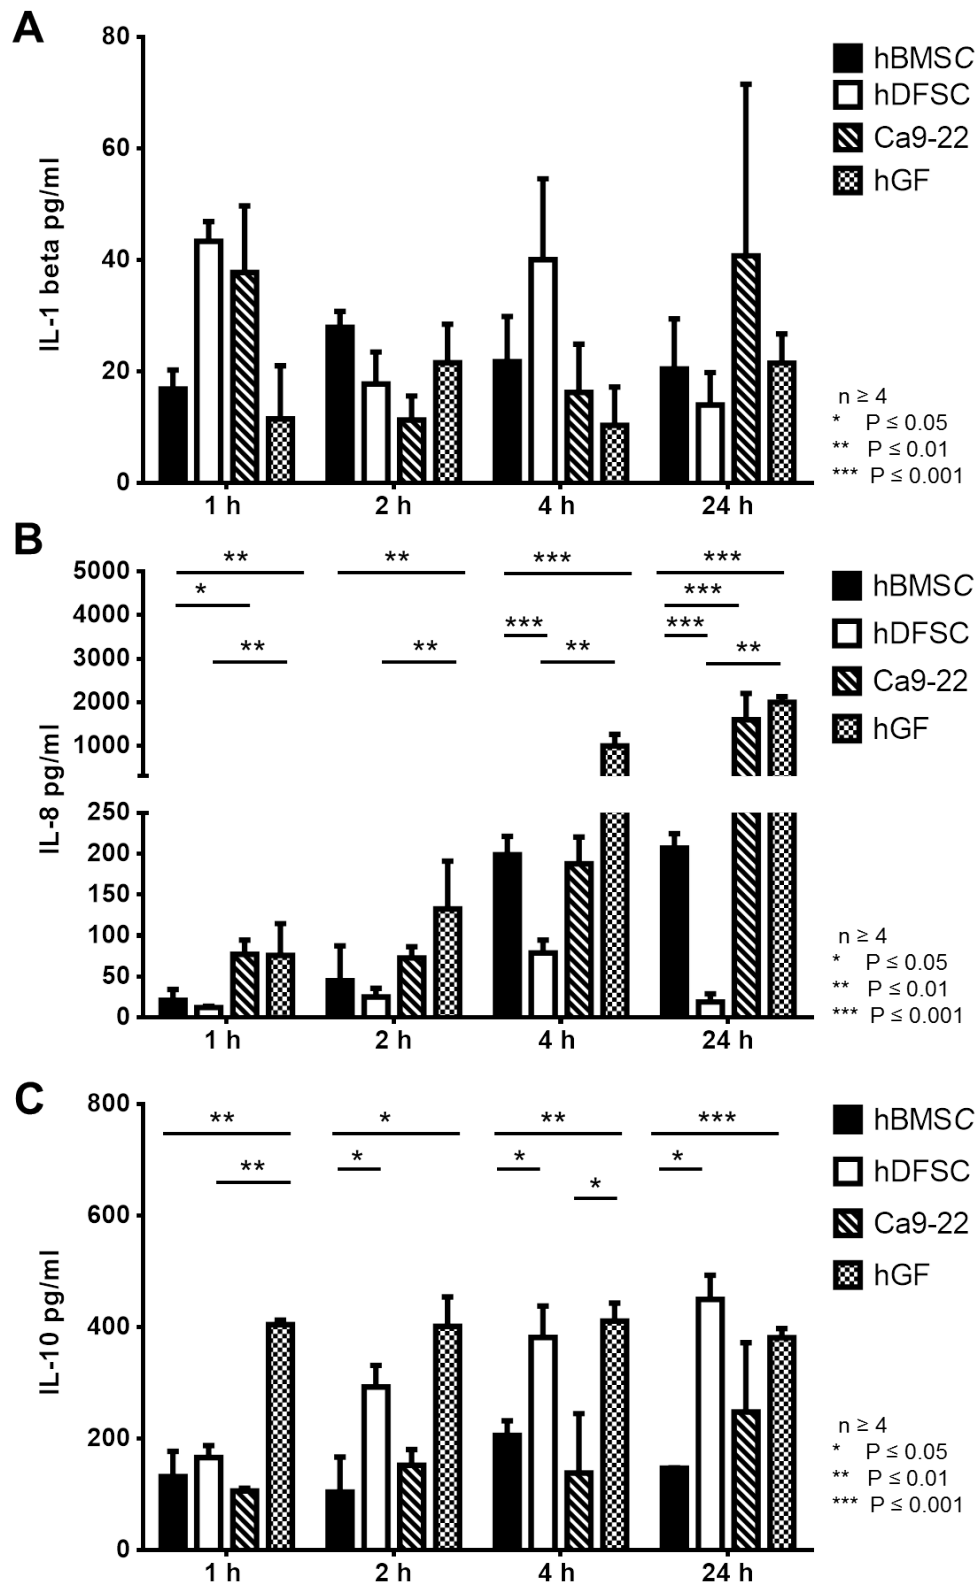 A
80
60
40
20
0
IL-1 beta pg/ml
1 h 2 h 4 h 24 h
hBMSC
hDFSC
Ca9-22
hGF
n ≥ 4
* P ≤ 0.05
** P ≤ 0.01
*** P ≤ 0.001
B
5000
4000
3000
2000
1000
250
200
150
100
50
0
IL-8 pg/ml
** ** *** ***
* ***
*** ***
** ** ** **
1 h 2 h 4 h 24 h
hBMSC
hDFSC
Ca9-22
hGF
n ≥ 4
* P ≤ 0.05
** P ≤ 0.01
*** P ≤ 0.001
C
800
600
400
200
0
IL-10 pg/ml
** * ** ***
** * * *
*
1 h 2 h 4 h 24 h
hBMSC
hDFSC
Ca9-22
hGF
n ≥ 4
* P ≤ 0.05
** P ≤ 0.01
*** P ≤ 0.001